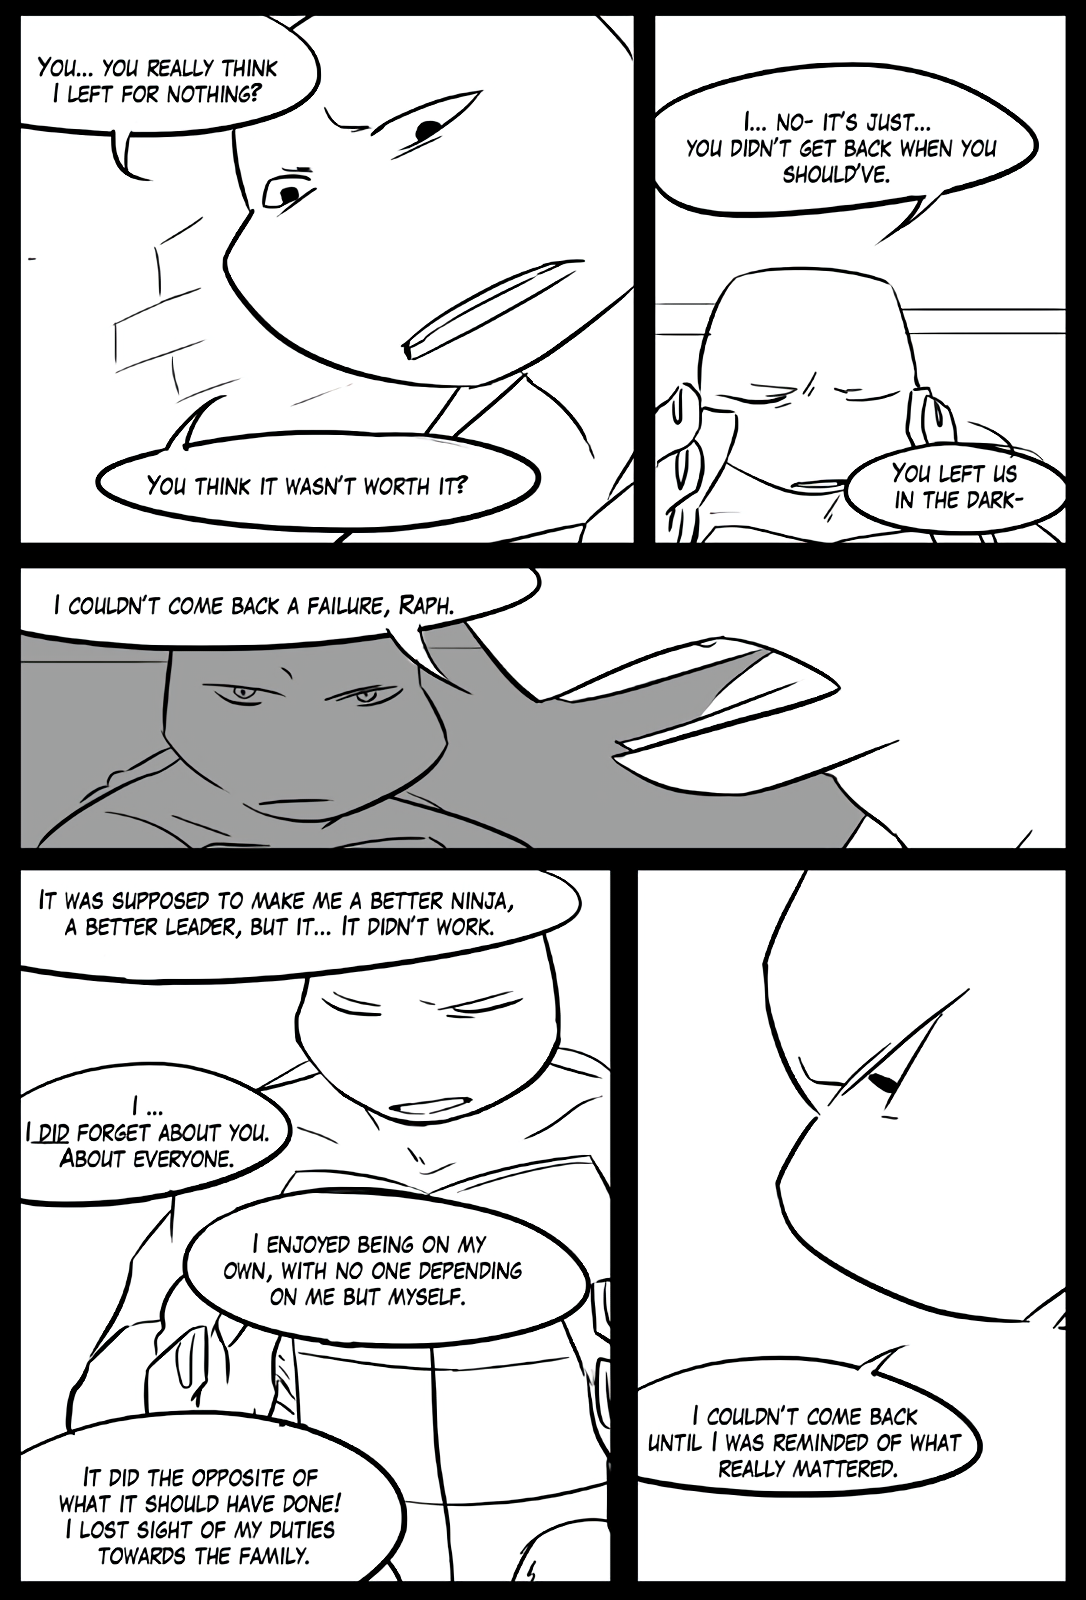 You... you really think
I left for nothing?
You think it wasn't worth it?
I... no- it's just...
you didn't get back when you
should've.
You left us
in the dark-
I couldn't come back a failure, Raph.
It was supposed to make me a better ninja,
a better leader, but it... It didn't work.
I ...
I did forget about you.
About everyone.
I enjoyed being on my
own, with no one depending
on me but myself.
It did the opposite of
what it should have done!
I lost sight of my duties
towards the family.
I couldn't come back
until I was reminded of what
really mattered.